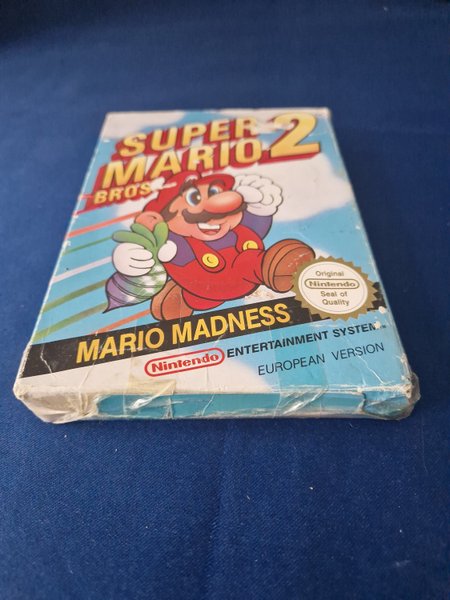 SUPER
MARIO 2
BROS
Original
Nintendo
Seal of
Quality
MARIO MADNESS
Nintendo ENTERTAINMENT SYSTEM
EUROPEAN VERSION